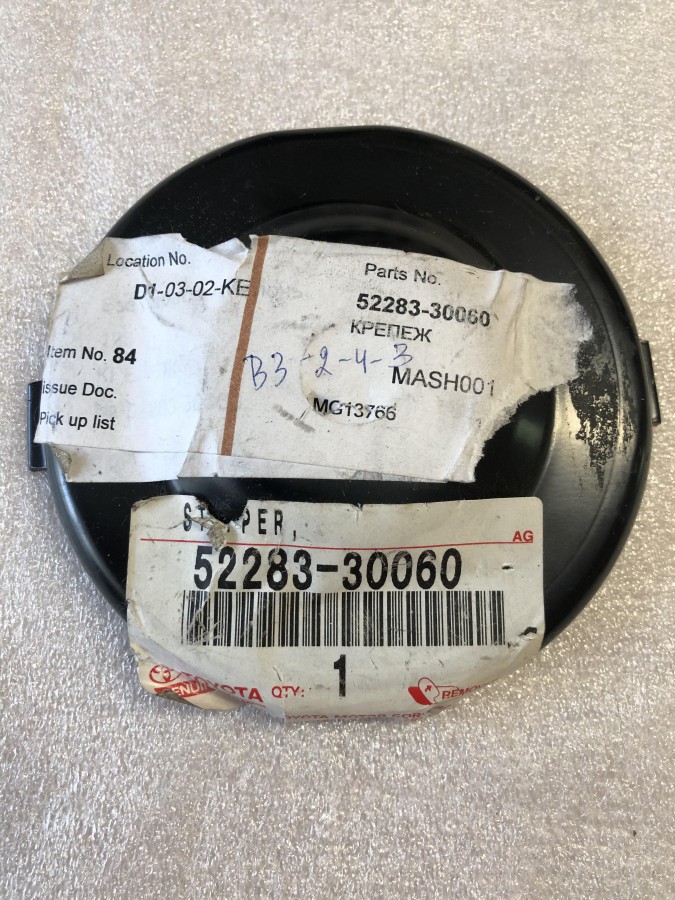 Location No.
D1-03-02-KE
Item No. 84
issue Doc.
Pick up list
Parts No.
52283-30060
КРЕПЕЖ
B3-2-4-3
MASH001
MG13766
AG
52283-30060
QTY: 1